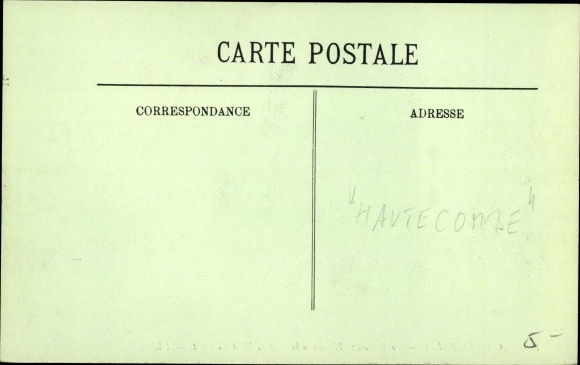 CARTE POSTALE
CORRESPONDANCE
ADRESSE
"HAUTECOMBE"
5-